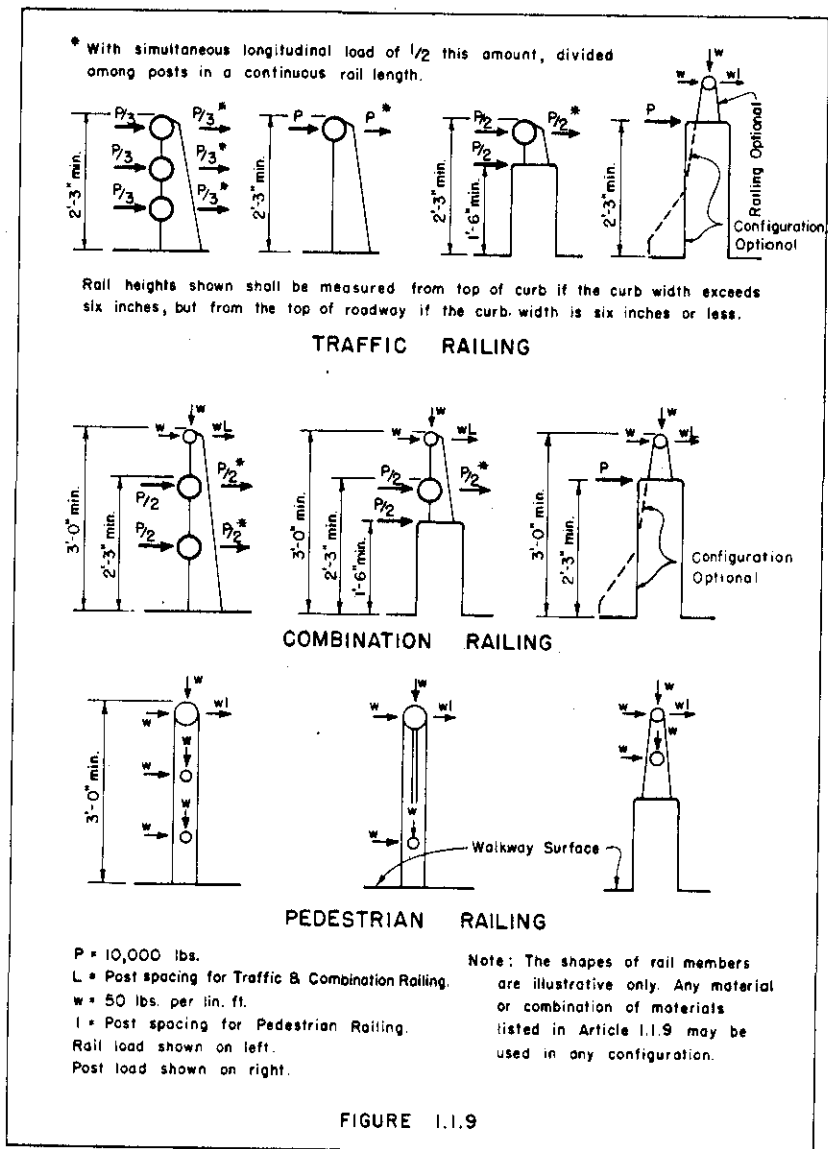 * With simultaneous longitudinal load of 1/2 this amount, divided
among posts in a continuous rail length.
w
w
wl
P/3
P/3*
P/3
P/3*
P/3
P/3*
2'-3" min.
P
P*
2'-3" min.
P/2
P/2*
P/2
2'-3" min.
1'-6" min.
P
2'-3" min.
Railing Optional
Configuration
Optional
Rail heights shown shall be measured from top of curb if the curb width exceeds
six inches, but from the top of roadway if the curb width is six inches or less.
TRAFFIC RAILING
w
w
wL
P/2
P/2*
P/2
P/2*
3'-0" min.
2'-3" min.
w
w
wL
P/2
P/2*
P/2
3'-0" min.
2'-3" min.
1'-6" min.
w
w
wL
P
3'-0" min.
2'-3" min.
Configuration
Optional
COMBINATION RAILING
w
w
wl
w
w
w
w
3'-0" min.
w
w
wl
w
w
w
w
wl
w
w
Walkway Surface
PEDESTRIAN RAILING
P = 10,000 lbs.
L = Post spacing for Traffic & Combination Railing.
w = 50 lbs. per lin. ft.
l = Post spacing for Pedestrian Railing.
Rail load shown on left.
Post load shown on right.
Note: The shapes of rail members
are illustrative only. Any material
or combination of materials
listed in Article 1.1.9 may be
used in any configuration.
FIGURE 1.1.9